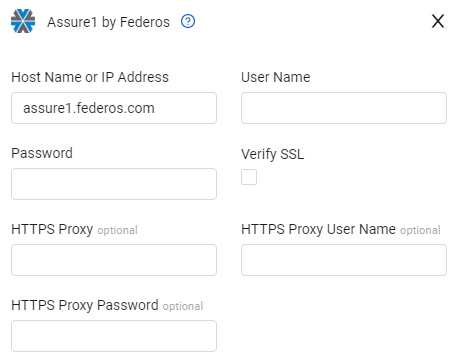 Assure1 by Federos ?
Host Name or IP Address
User Name
assure1.federos.com
Password
Verify SSL
HTTPS Proxy optional
HTTPS Proxy User Name optional
HTTPS Proxy Password optional